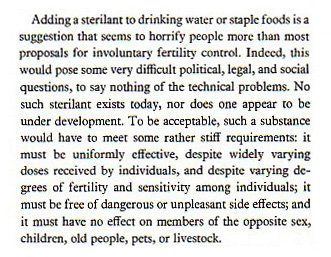 Adding a sterilant to drinking water or staple foods is a
suggestion that seems to horrify people more than most
proposals for involuntary fertility control. Indeed, this
would pose some very difficult political, legal, and social
questions, to say nothing of the technical problems. No
such sterilant exists today, nor does one appear to be
under development. To be acceptable, such a substance
would have to meet some rather stiff requirements: it
must be uniformly effective, despite widely varying
doses received by individuals, and despite varying de-
grees of fertility and sensitivity among individuals; it
must be free of dangerous or unpleasant side effects; and
it must have no effect on members of the opposite sex,
children, old people, pets, or livestock.